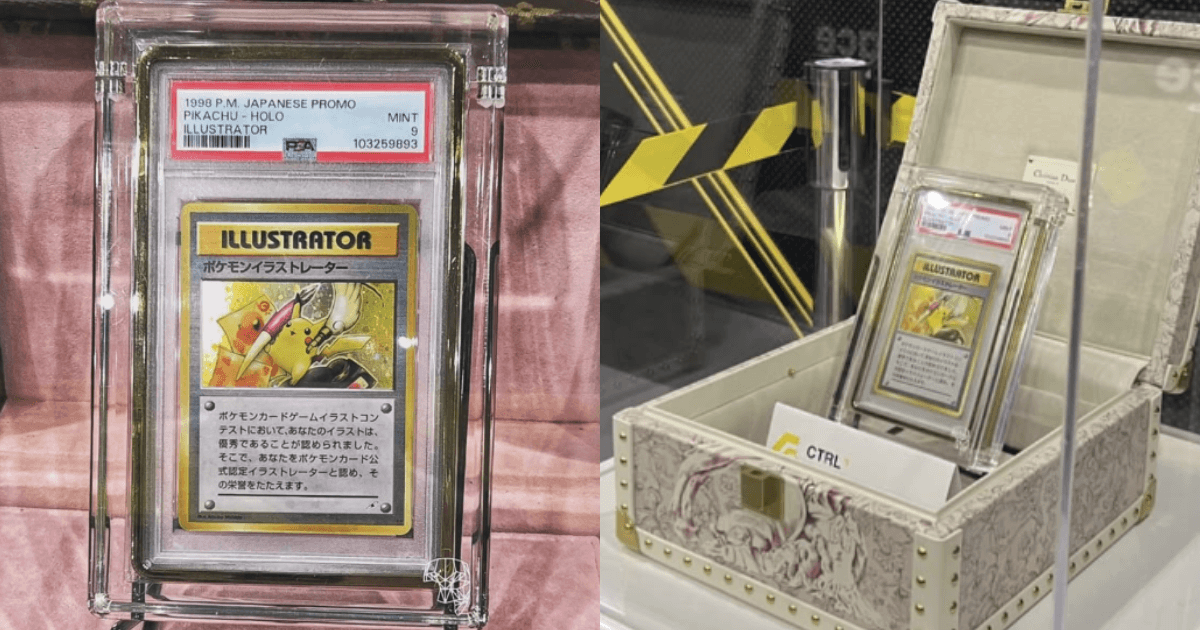 1998 P.M. JAPANESE PROMO
PIKACHU - HOLO
MINT
ILLUSTRATOR
9
PSA
103259893
ILLUSTRATOR
ポケモンイラストレーター
ポケモンカードゲームイラストコン
テストにおいて、あなたのイラストは、
優秀であることが認められました。
そこで、あなたをポケモンカード公
式認定イラストレーターと認め、そ
の栄誉をたたえます。
Christian Dior
ILLUSTRATOR
CTRL